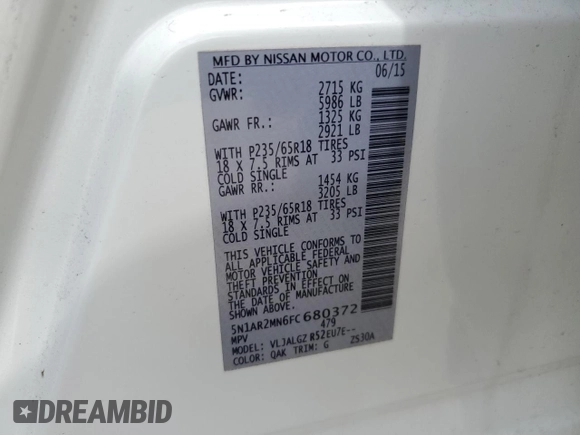 MFD BY NISSAN MOTOR CO., LTD.
DATE: 06/15
GVWR: 2715 KG
5986 LB
GAWR FR.: 1325 KG
2921 LB
WITH P235/65R18 TIRES
18 X 7.5 RIMS AT 33 PSI
COLD SINGLE
GAWR RR.: 1454 KG
3205 LB
WITH P235/65R18 TIRES
18 X 7.5 RIMS AT 33 PSI
COLD SINGLE
THIS VEHICLE CONFORMS TO
ALL APPLICABLE FEDERAL
MOTOR VEHICLE SAFETY AND
THEFT PREVENTION
STANDARDS IN EFFECT ON THE
DATE OF MANUFACTURE
SHOWN ABOVE.
5N1AR2MN6FC680372
MPV 479
MODEL: VLJALGZ R52EU7E--
COLOR: QAK TRIM: G ZS30A
DREAMBID